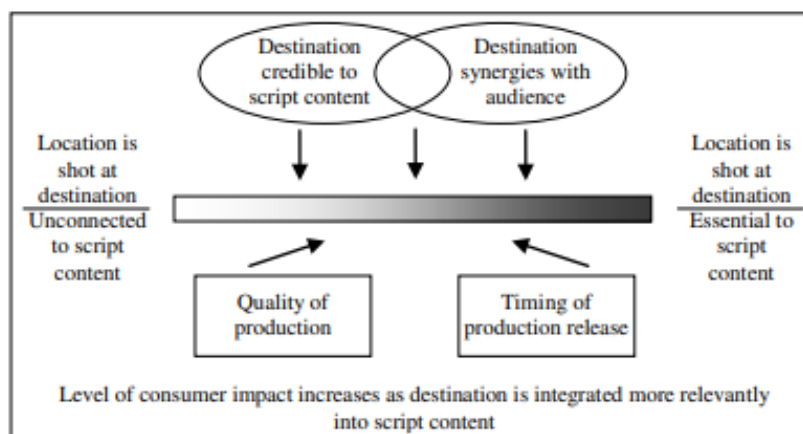 Destination
credible to
script content
Destination
synergies with
audience
Location is
shot at
destination
Unconnected
to script
content
Location is
shot at
destination
Essential to
script
content
Quality of
production
Timing of
production release
Level of consumer impact increases as destination is integrated more relevantly
into script content